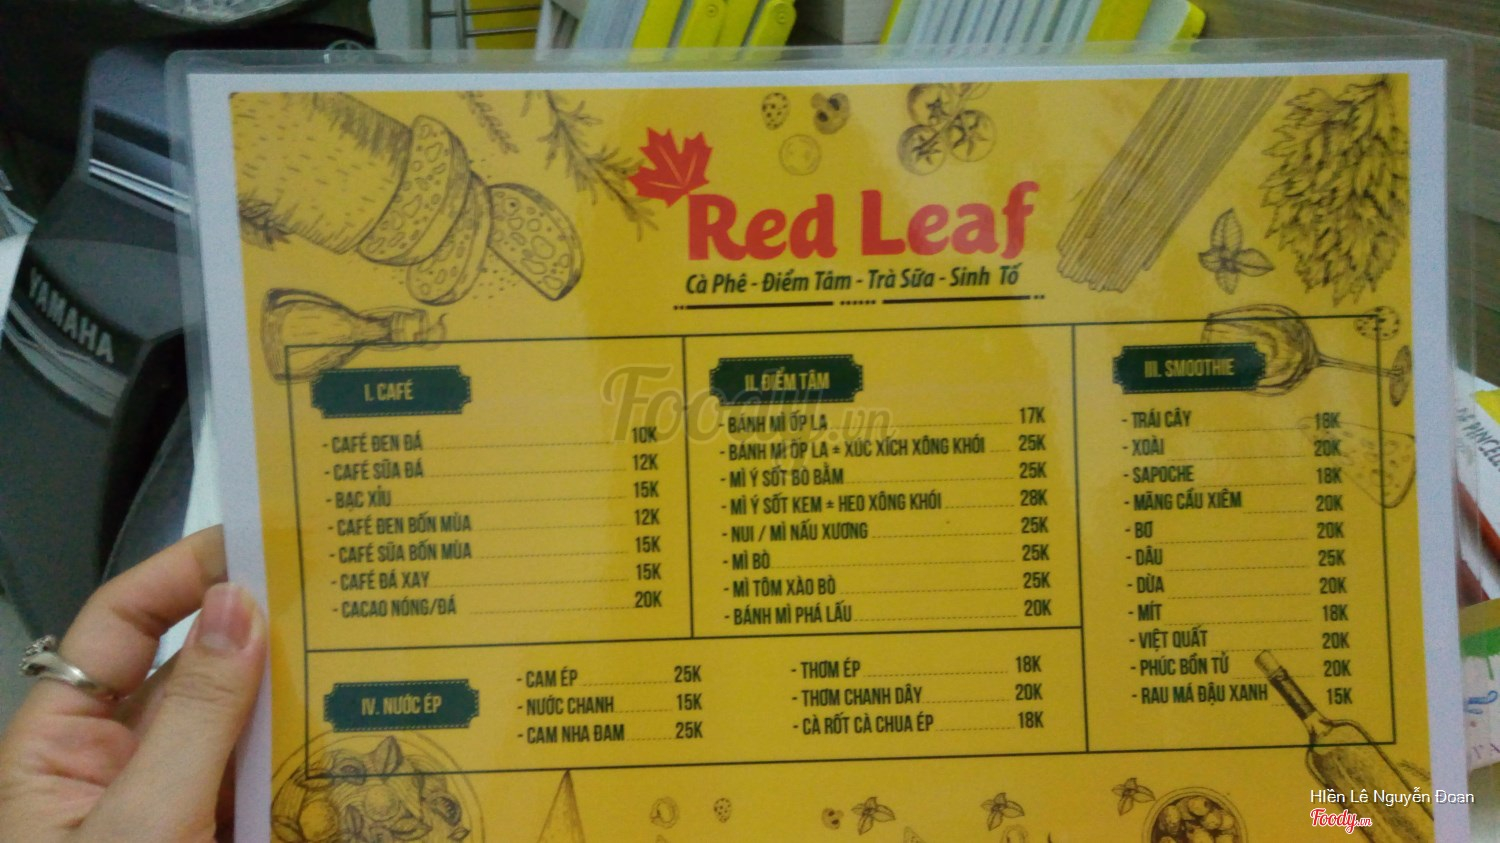 Red Leaf
Cà Phê - Điểm Tâm - Trà Sữa - Sinh Tố
YAMAHA
Foody.vn
I. CAFÉ
- CAFÉ ĐEN ĐÁ 10K
- CAFÉ SỮA ĐÁ 12K
- BẠC XỈU 15K
- CAFÉ ĐEN BỐN MÙA 12K
- CAFÉ SỮA BỐN MÙA 15K
- CAFÉ ĐÁ XAY 15K
- CACAO NÓNG/ĐÁ 20K
II. ĐIỂM TÂM
- BÁNH MÌ ỐP LA 17K
- BÁNH MÌ ỐP LA + XÚC XÍCH XÔNG KHÓI 25K
- MÌ Ý SỐT BÒ BẰM 25K
- MÌ Ý SỐT KEM + HEO XÔNG KHÓI 28K
- NUI / MÌ NẤU XƯƠNG 25K
- MÌ BÒ 25K
- MÌ TÔM XÀO BÒ 25K
- BÁNH MÌ PHÁ LẤU 20K
III. SMOOTHIE
- TRÁI CÂY 18K
- XOÀI 20K
- SAPOCHE 18K
- MÃNG CẦU XIÊM 20K
- BƠ 20K
- DÂU 25K
- DỪA 20K
- MÍT 18K
- VIỆT QUẤT 20K
- PHÚC BỒN TỬ 20K
- RAU MÁ ĐẬU XANH 15K
IV. NƯỚC ÉP
- CAM ÉP 25K
- NƯỚC CHANH 15K
- CAM NHA ĐAM 25K
- THƠM ÉP 18K
- THƠM CHANH DÂY 20K
- CÀ RỐT CÀ CHUA ÉP 18K
HIền Lê Nguyễn Đoan
Foody.vn